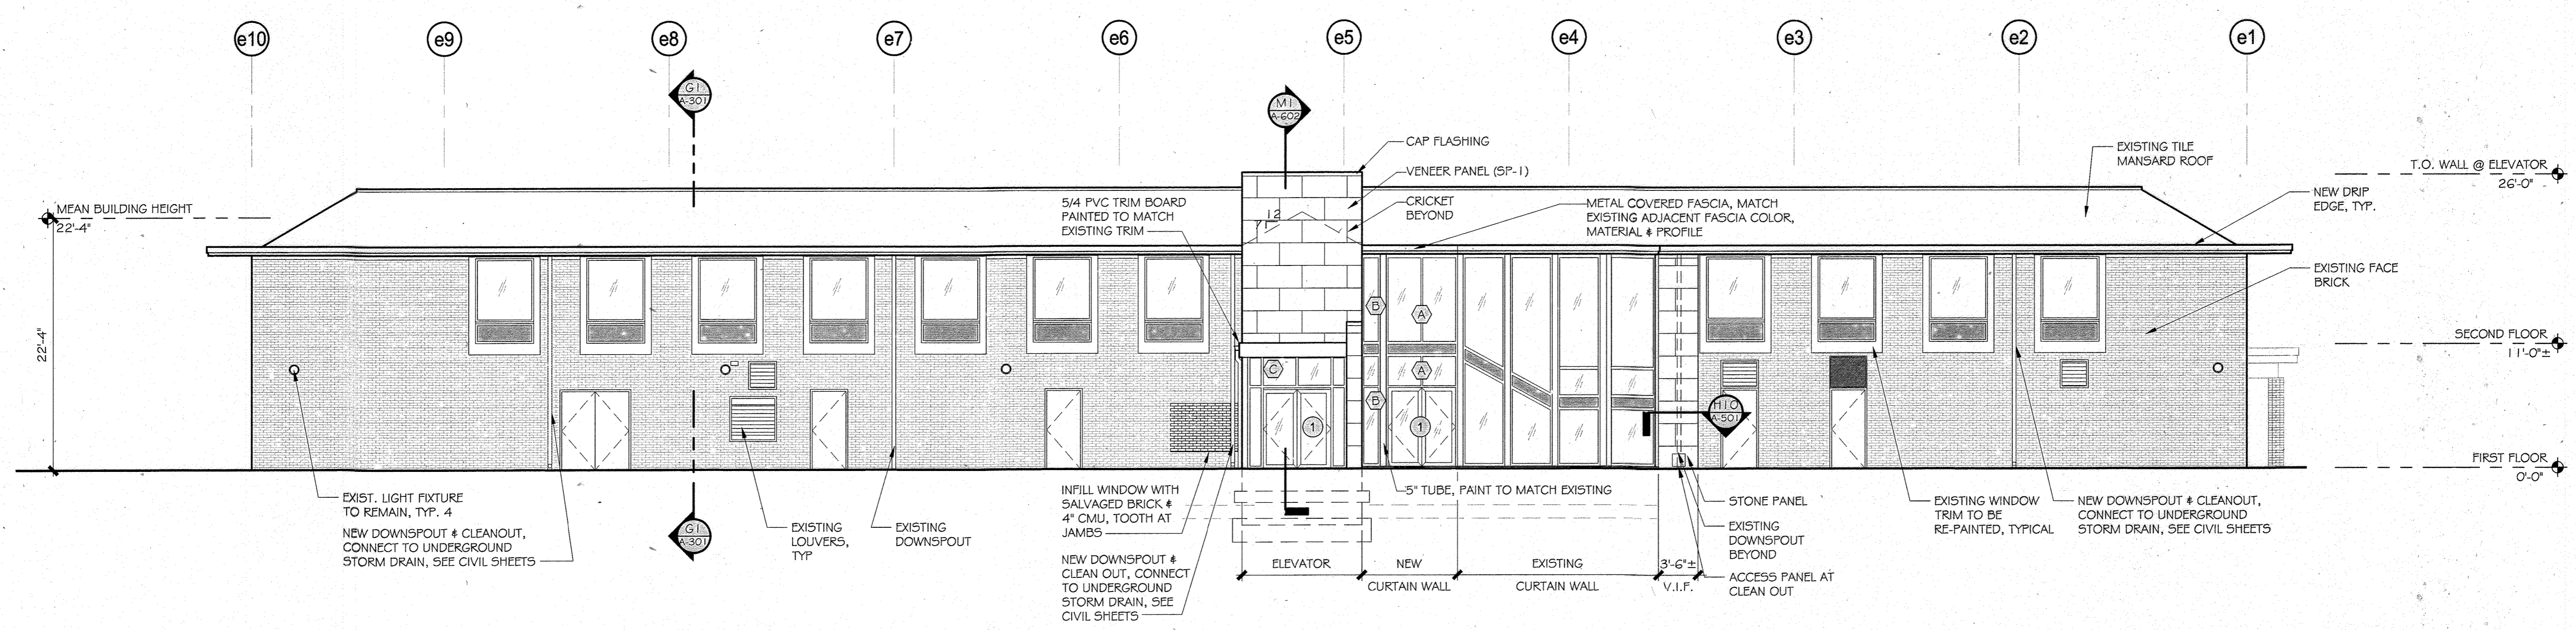 e10
e9
e8
e7
e6
e5
e4
e3
e2
e1
G1
A-301
M1
A-602
CAP FLASHING
VENEER PANEL (SP-1)
CRICKET
BEYOND
5/4 PVC TRIM BOARD
PAINTED TO MATCH
EXISTING TRIM
12
7
METAL COVERED FASCIA, MATCH
EXISTING ADJACENT FASCIA COLOR,
MATERIAL & PROFILE
EXISTING TILE
MANSARD ROOF
T.O. WALL @ ELEVATOR
26'-0"
NEW DRIP
EDGE, TYP.
MEAN BUILDING HEIGHT
22'-4"
EXISTING FACE
BRICK
22'-4"
B
A
SECOND FLOOR
11'-0"±
C
A
B
H10
A-501
1
1
FIRST FLOOR
0'-0"
EXIST. LIGHT FIXTURE
TO REMAIN, TYP. 4
NEW DOWNSPOUT & CLEANOUT,
CONNECT TO UNDERGROUND
STORM DRAIN, SEE CIVIL SHEETS
G1
A-301
EXISTING
LOUVERS,
TYP
EXISTING
DOWNSPOUT
INFILL WINDOW WITH
SALVAGED BRICK &
4" CMU, TOOTH AT
JAMBS
NEW DOWNSPOUT &
CLEAN OUT, CONNECT
TO UNDERGROUND
STORM DRAIN, SEE
CIVIL SHEETS
5" TUBE, PAINT TO MATCH EXISTING
ELEVATOR
NEW
CURTAIN WALL
EXISTING
CURTAIN WALL
3'-6"±
V.I.F.
STONE PANEL
EXISTING
DOWNSPOUT
BEYOND
ACCESS PANEL AT
CLEAN OUT
EXISTING WINDOW
TRIM TO BE
RE-PAINTED, TYPICAL
NEW DOWNSPOUT & CLEANOUT,
CONNECT TO UNDERGROUND
STORM DRAIN, SEE CIVIL SHEETS